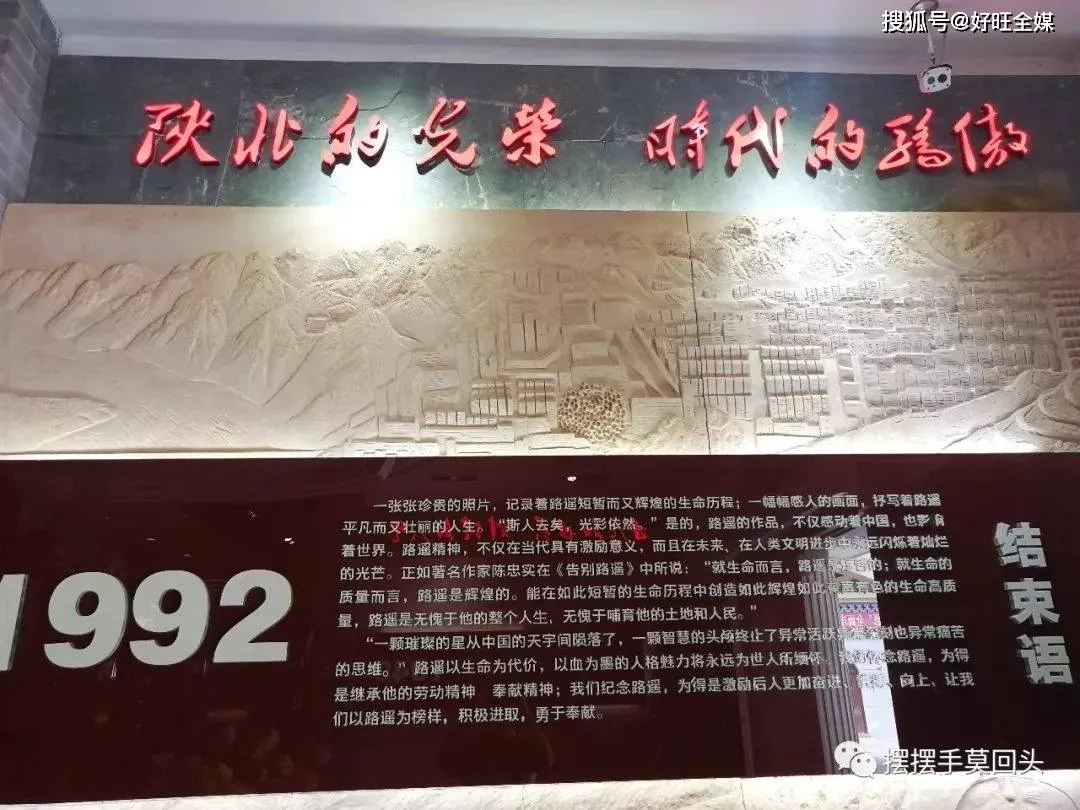 搜狐号@好旺全媒
陕北的光荣 時代的驕傲
一张张珍贵的照片，记录着路遥短暂而又辉煌的生命历程；一幅幅感人的画面，抒写着路遥
平凡而又壮丽的人生。“斯人去矣，光彩依然。”是的，路遥的作品，不仅感动着中国，也影响
着世界。路遥精神，不仅在当代具有激励意义，而且在未来、在人类文明进步中永远闪烁着灿烂
的光芒。正如著名作家陈忠实在《告别路遥》中所说：“就生命而言，路遥是短暂的；就生命的
质量而言，路遥是辉煌的。能在如此短暂的生命历程中创造如此辉煌如此有声有色的生命高质
量，路遥是无愧于他的整个人生，无愧于哺育他的土地和人民。”
“一颗璀璨的星从中国的天宇间陨落了，一颗智慧的头颅终止了异常活跃异常深刻也异常痛苦
的思维。”路遥以生命为代价，以血为墨的人格魅力将永远为世人所缅怀。我们怀念路遥，为得
是继承他的劳动精神 奉献精神；我们纪念路遥，为得是激励后人更加奋进、向上、让我
们以路遥为榜样，积极进取，勇于奉献。
1992
结束语
摆摆手莫回头